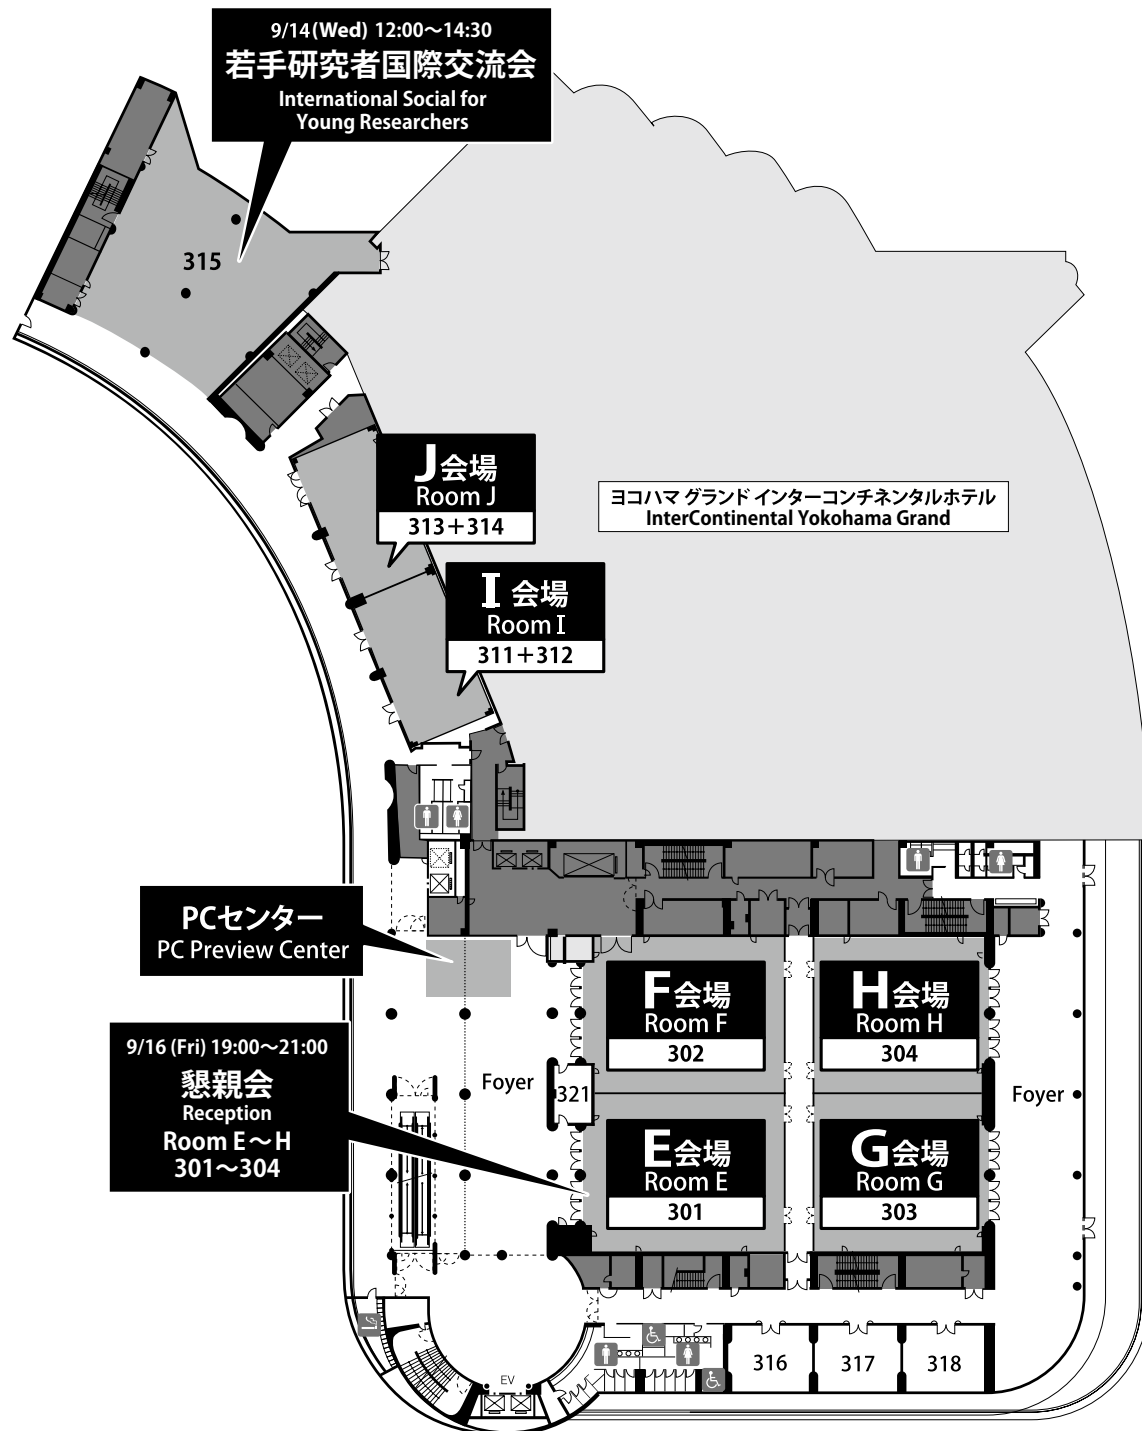 9/14(Wed) 12:00～14:30
若手研究者国際交流会
International Social for
Young Researchers
315
J会場
Room J
313＋314
ヨコハマ グランド インターコンチネンタルホテル
InterContinental Yokohama Grand
I 会場
Room I
311＋312
PCセンター
PC Preview Center
F会場
Room F
302
H会場
Room H
304
9/16 (Fri) 19:00～21:00
懇親会
Reception
Room E～H
301～304
Foyer
321
Foyer
E会場
Room E
301
G会場
Room G
303
316
317
318
EV